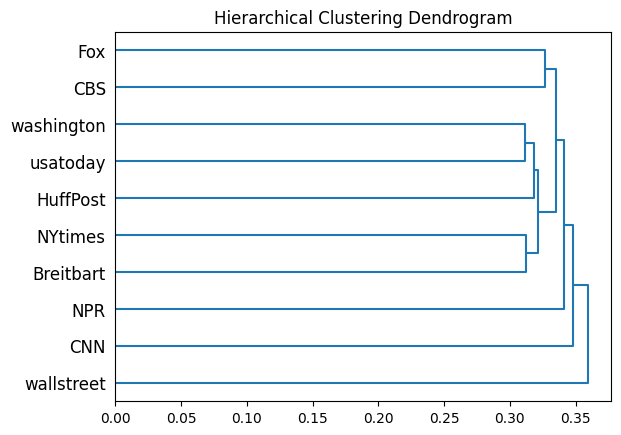 Hierarchical Clustering Dendrogram
Fox
CBS
washington
usatoday
HuffPost
NYtimes
Breitbart
NPR
CNN
wallstreet
0.00 0.05 0.10 0.15 0.20 0.25 0.30 0.35